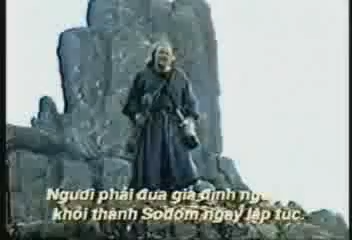 Ngươi phải đưa gia đình
khỏi thành Sodom ngay lập tức.